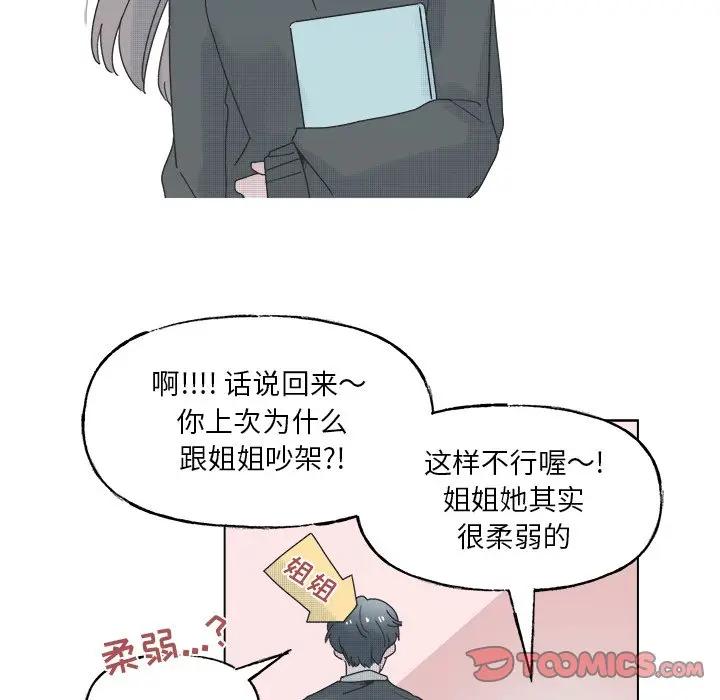 啊!!!! 话说回来～
你上次为什么
跟姐姐吵架?!
这样不行喔～!
姐姐她其实
很柔弱的
姐姐
柔弱...?
TOOMICS.COM